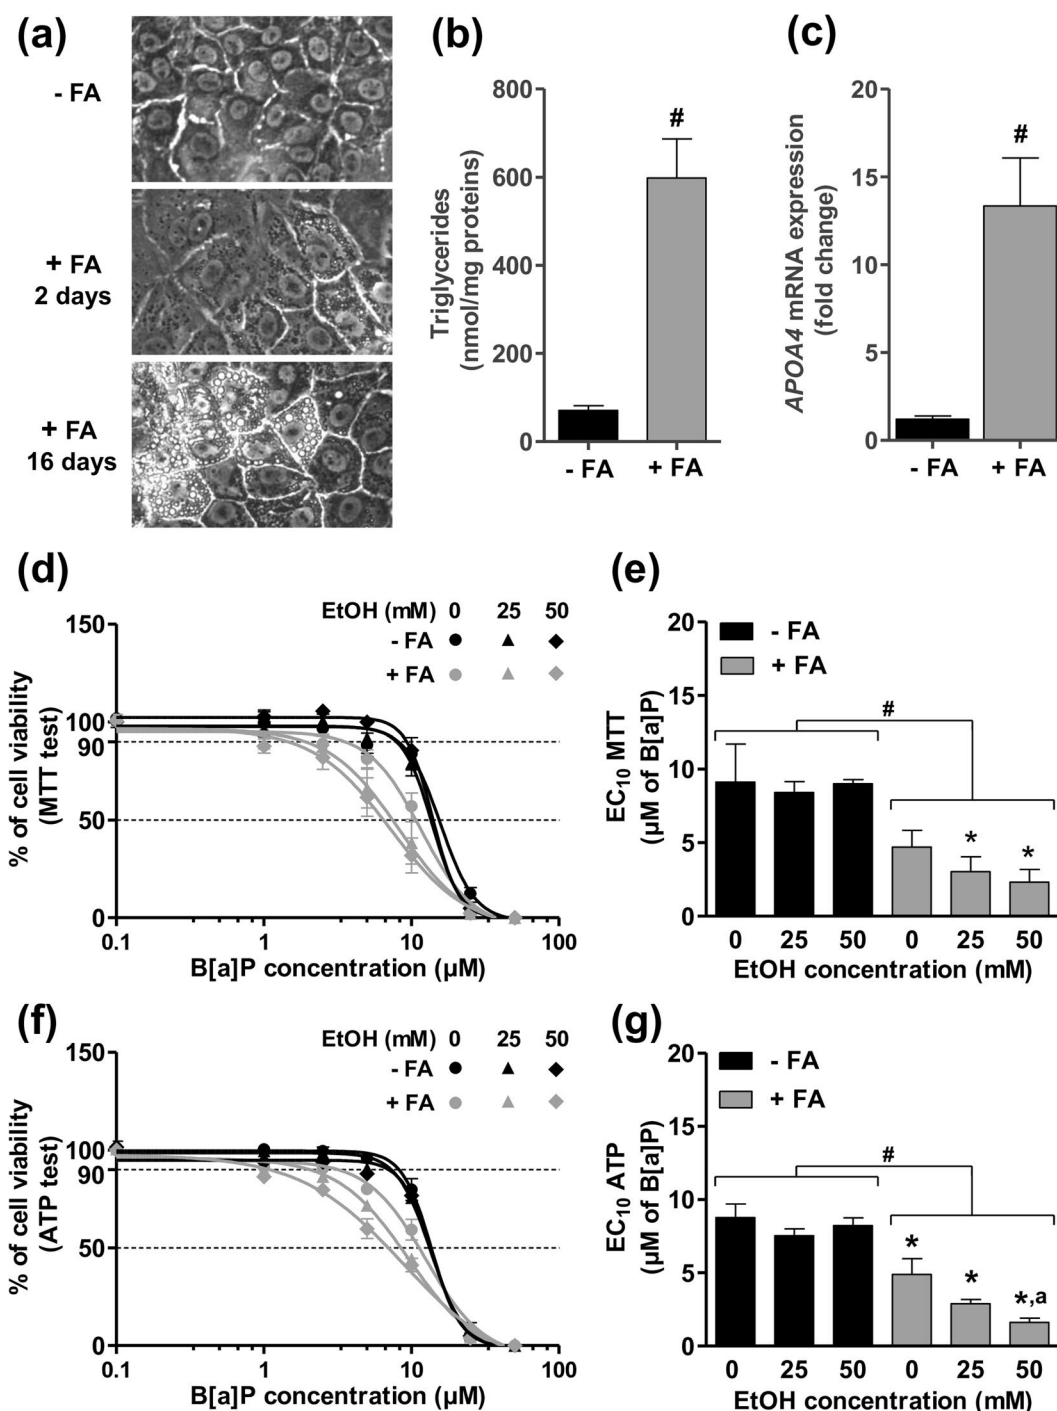 (a)
- FA
+ FA
2 days
+ FA
16 days
(b)
Triglycerides
(nmol/mg proteins)
800
600
400
200
0
#
- FA
+ FA
(c)
APOA4 mRNA expression
(fold change)
20
15
10
5
0
#
- FA
+ FA
(d)
EtOH (mM) 0 25 50
- FA
+ FA
% of cell viability
(MTT test)
150
100
90
50
0
0.1 1 10 100
B[a]P concentration (µM)
(e)
- FA
+ FA
EC10 MTT
(µM of B[a]P)
20
15
10
5
0
#
*
*
0 25 50 0 25 50
EtOH concentration (mM)
(f)
EtOH (mM) 0 25 50
- FA
+ FA
% of cell viability
(ATP test)
150
100
90
50
0
0.1 1 10 100
B[a]P concentration (µM)
(g)
- FA
+ FA
EC10 ATP
(µM of B[a]P)
20
15
10
5
0
#
*
*
*,a
0 25 50 0 25 50
EtOH concentration (mM)